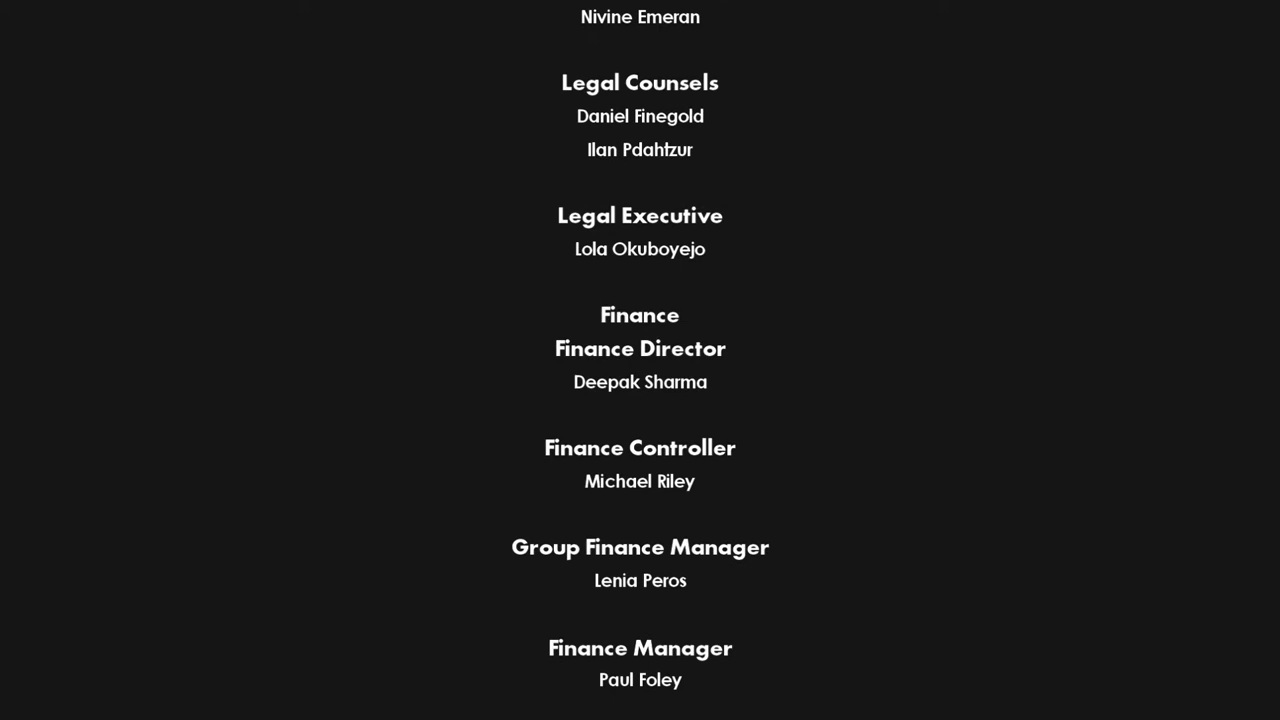 Nivine Emeran
Legal Counsels
Daniel Finegold
Ilan Pdahtzur
Legal Executive
Lola Okuboyejo
Finance
Finance Director
Deepak Sharma
Finance Controller
Michael Riley
Group Finance Manager
Lenia Peros
Finance Manager
Paul Foley